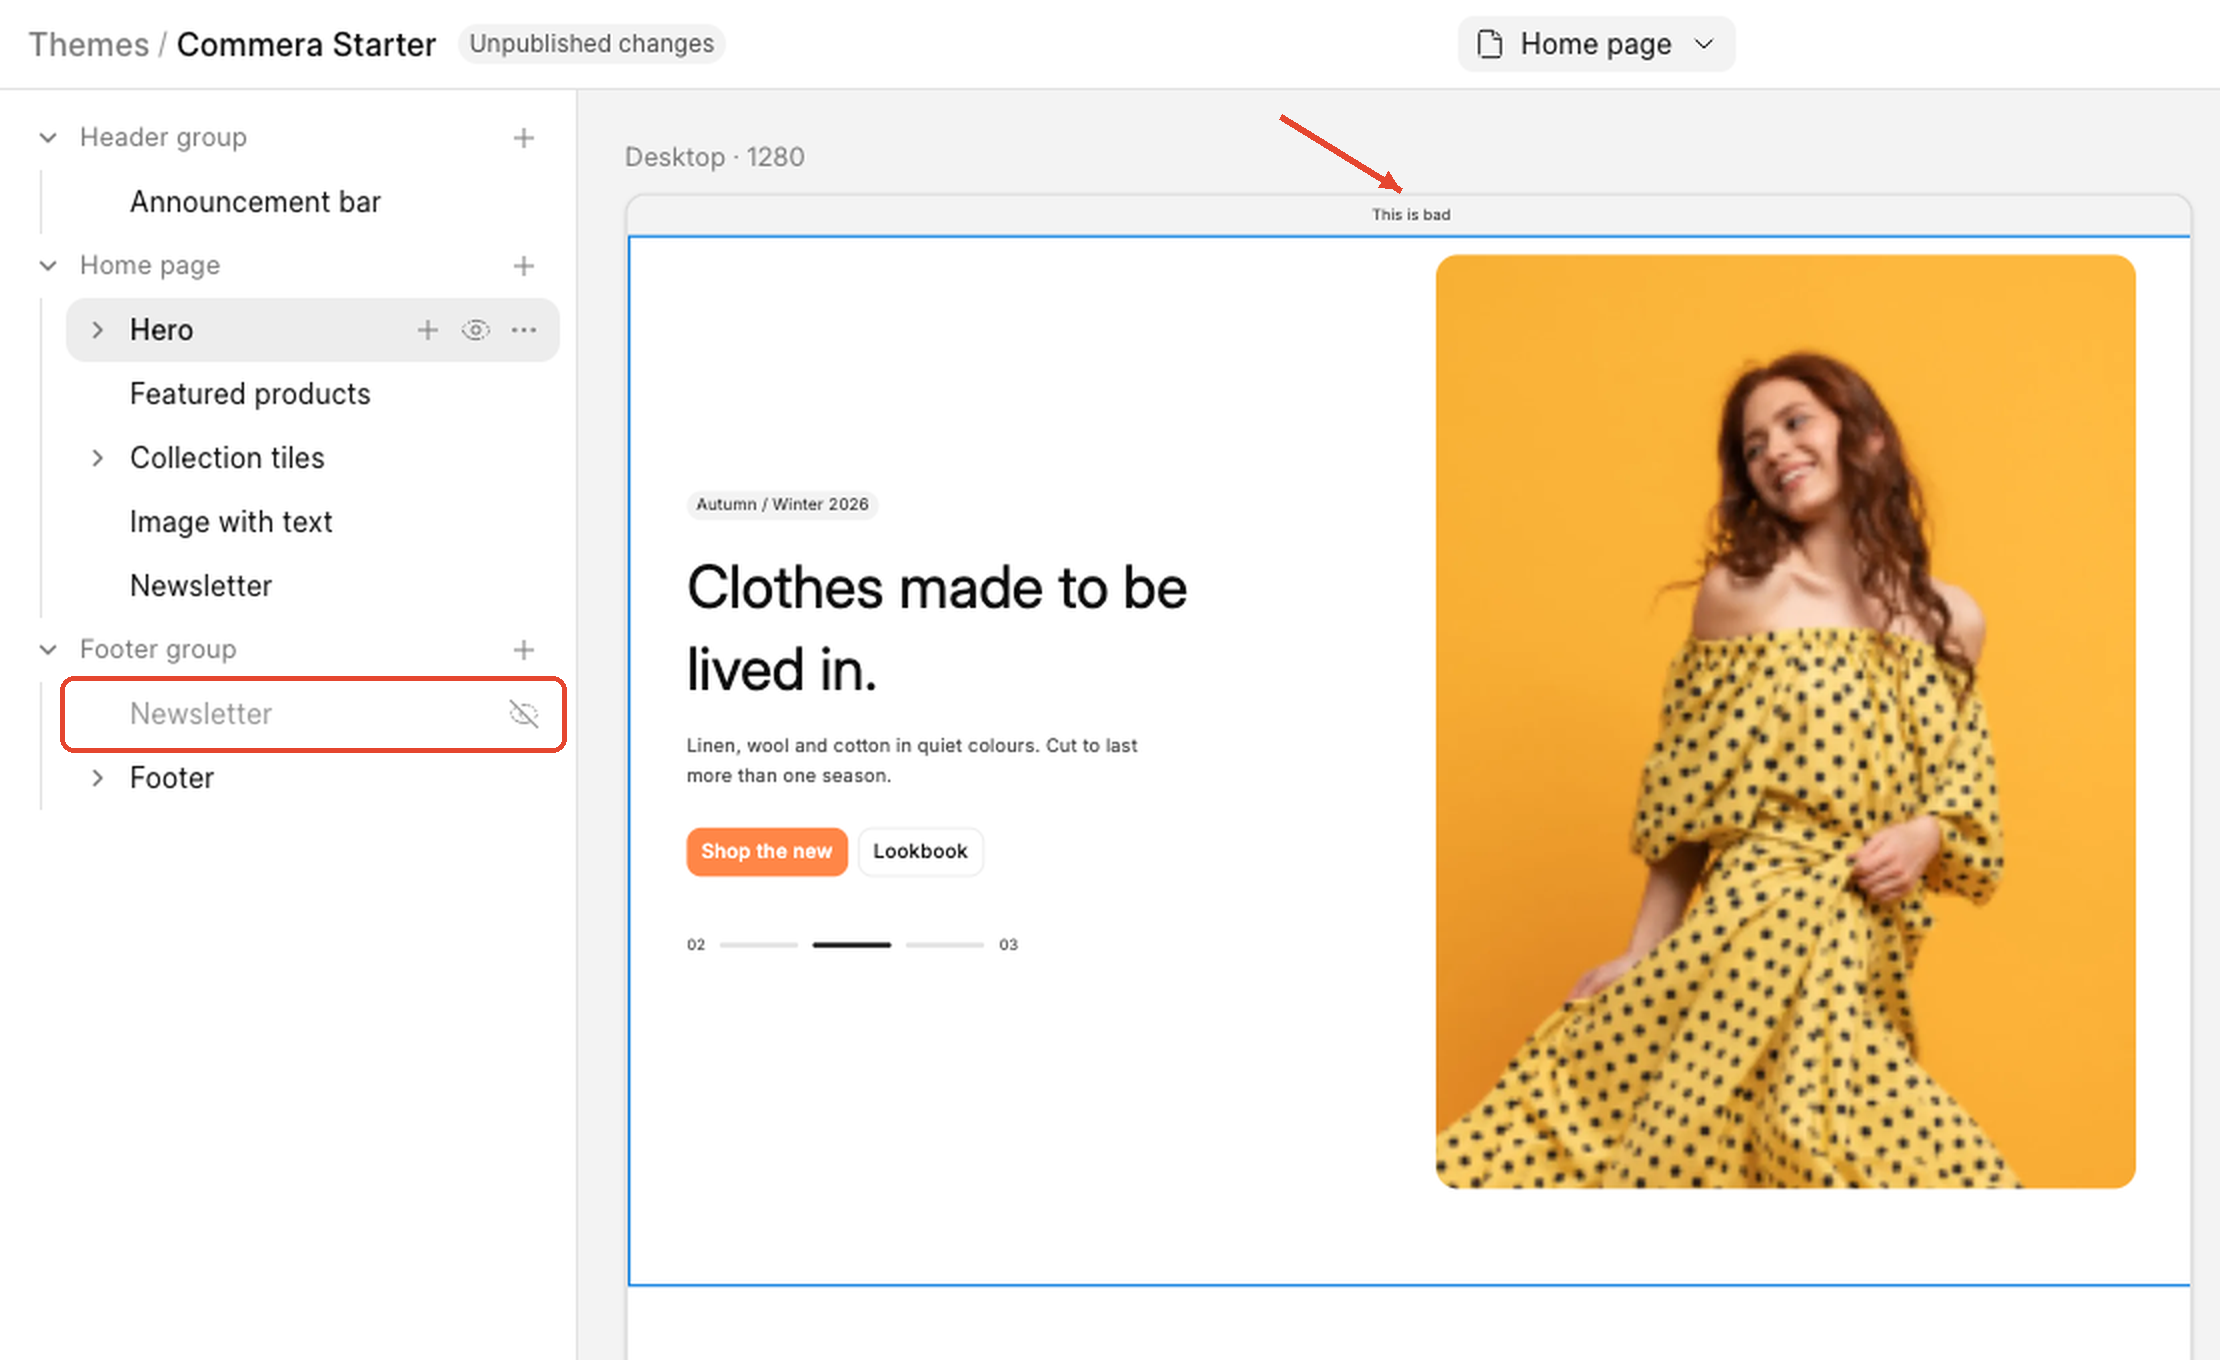 Themes / Commera Starter Unpublished changes Home page
Header group
Announcement bar
Home page
Hero
Featured products
Collection tiles
Image with text
Newsletter
Footer group
Newsletter
Footer
Desktop · 1280
This is bad
Autumn / Winter 2026
Clothes made to be
lived in.
Linen, wool and cotton in quiet colours. Cut to last
more than one season.
Shop the new Lookbook
02 03